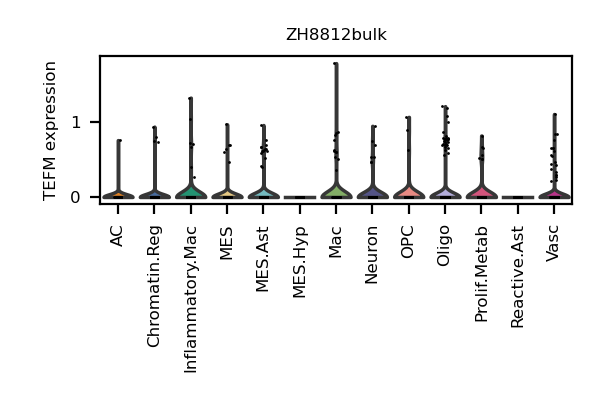 ZH8812bulk
TEFM expression
1
0
AC
Chromatin.Reg
Inflammatory.Mac
MES
MES.Ast
MES.Hyp
Mac
Neuron
OPC
Oligo
Prolif.Metab
Reactive.Ast
Vasc